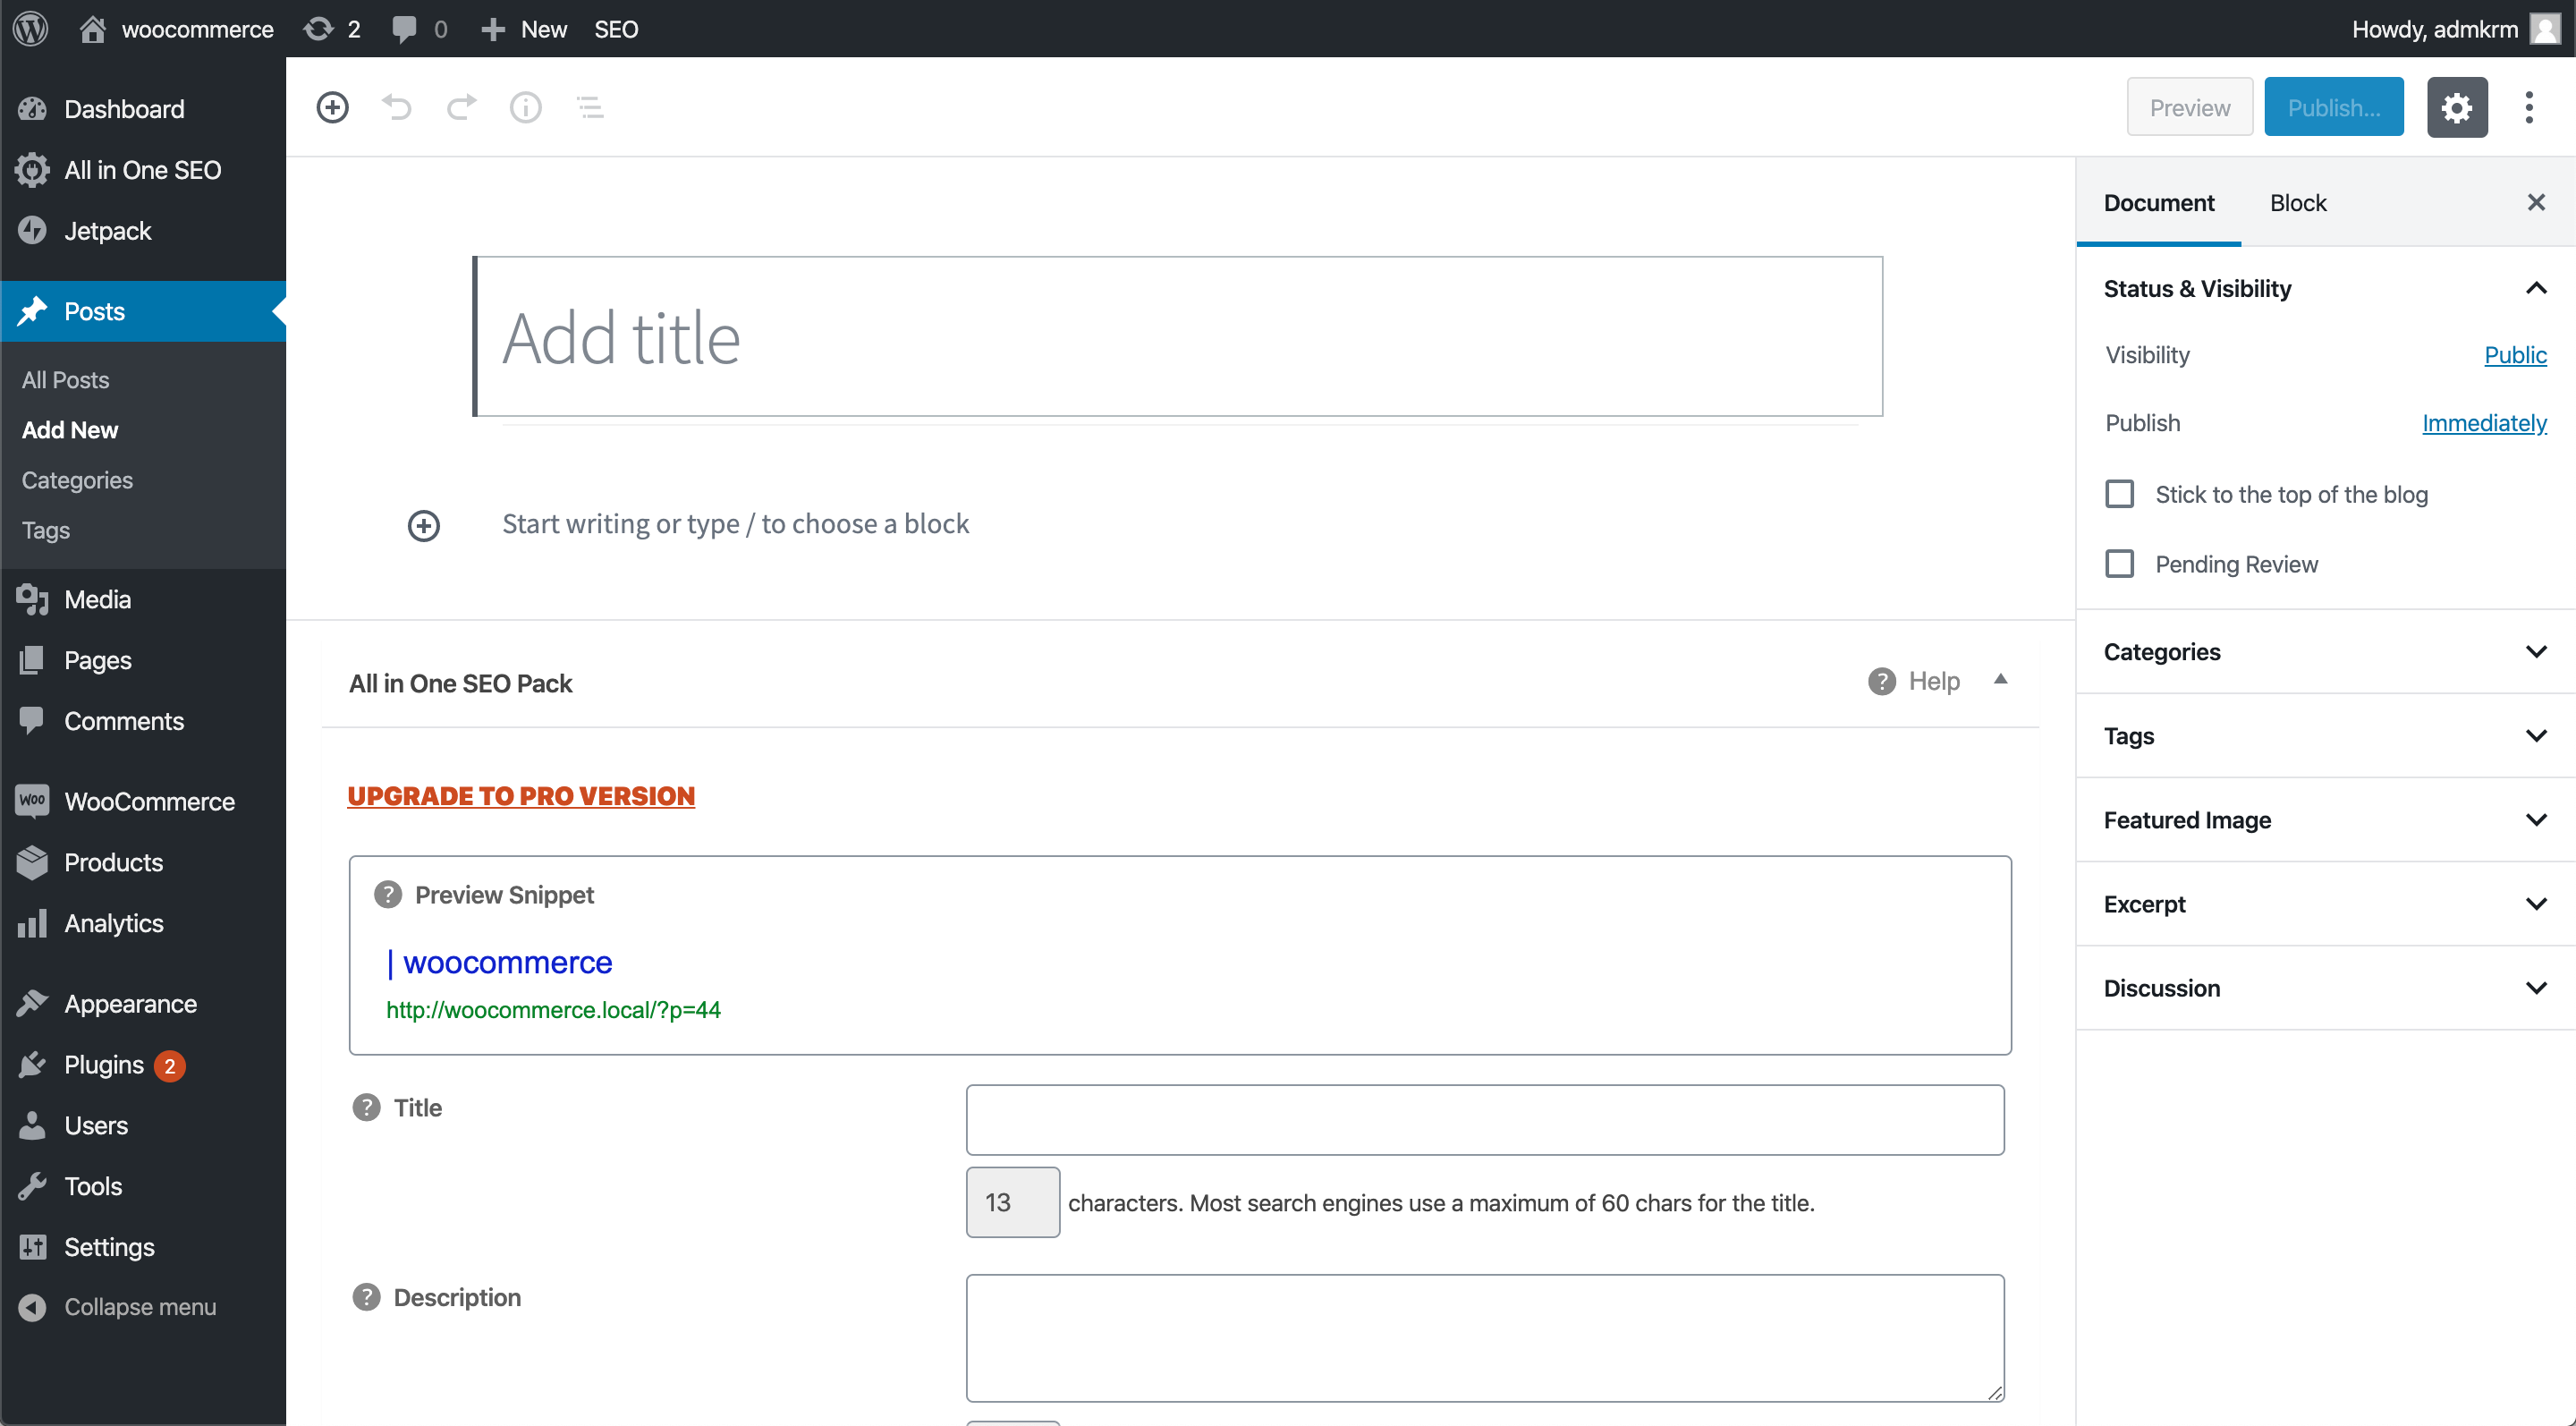 woocommerce 2 0 New SEO Howdy, admkrm
Dashboard
All in One SEO
Jetpack
Posts
All Posts
Add New
Categories
Tags
Media
Pages
Comments
WOO WooCommerce
Products
Analytics
Appearance
Plugins 2
Users
Tools
Settings
Collapse menu
Preview Publish...
Add title
Start writing or type / to choose a block
All in One SEO Pack
? Help
UPGRADE TO PRO VERSION
? Preview Snippet
| woocommerce
http://woocommerce.local/?p=44
? Title
13 characters. Most search engines use a maximum of 60 chars for the title.
? Description
Document Block
Status & Visibility
Visibility Public
Publish Immediately
Stick to the top of the blog
Pending Review
Categories
Tags
Featured Image
Excerpt
Discussion